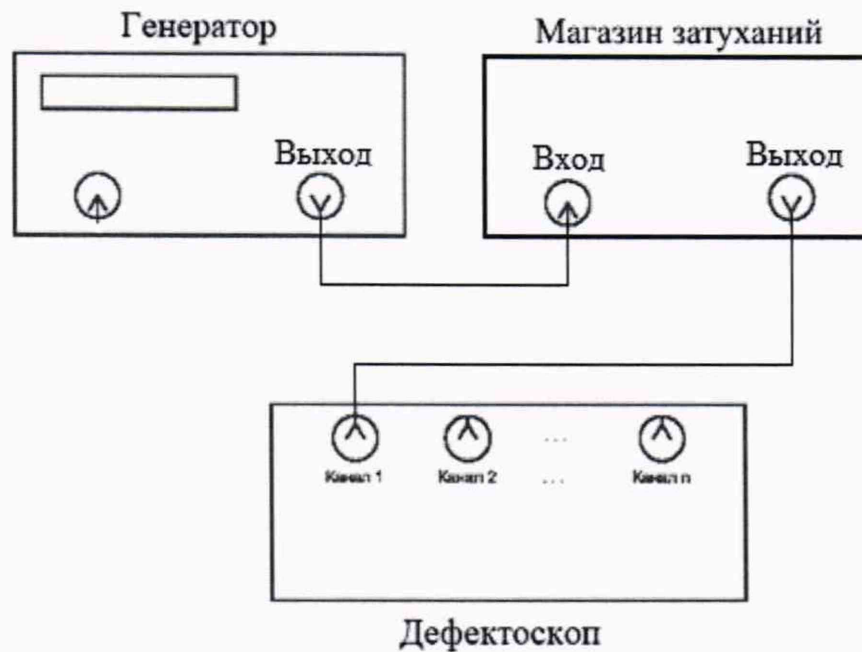 Генератор
Магазин затуханий
Выход
Вход
Выход
...
Канал 1 Канал 2 ... Канал n
Дефектоскоп